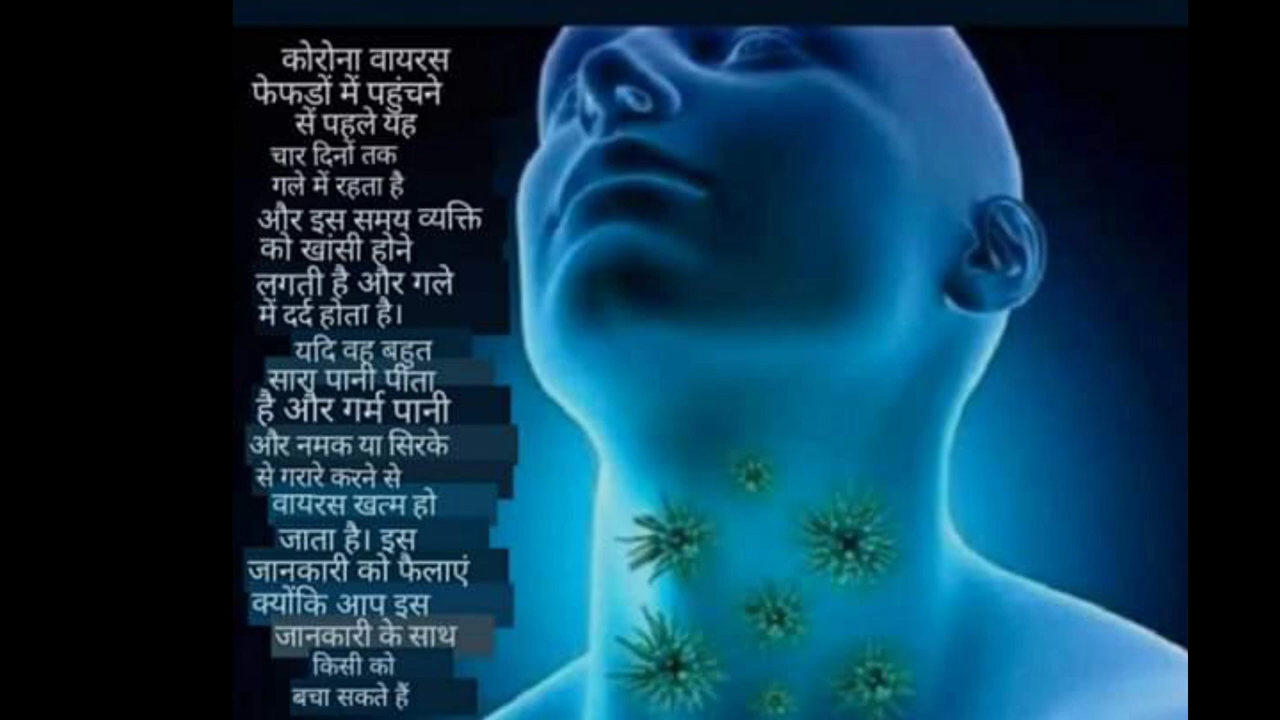 कोरोना वायरस
फेफडों में पहुंचने
सें पहले यह
चार दिनों तक
गले में रहता है
और इस समय व्यक्ति
को खांसी होने
लगती है और गले
में दर्द होता है।
यदि वह बहुत
सारा पानी पीता
है और गर्म पानी
और नमक या सिरके
से गरारे करने से
वायरस खत्म हो
जाता है। इस
जानकारी को फैलाएं
क्योंकि आप इस
जानकारी के साथ
किसी को
बचा सकते हैं